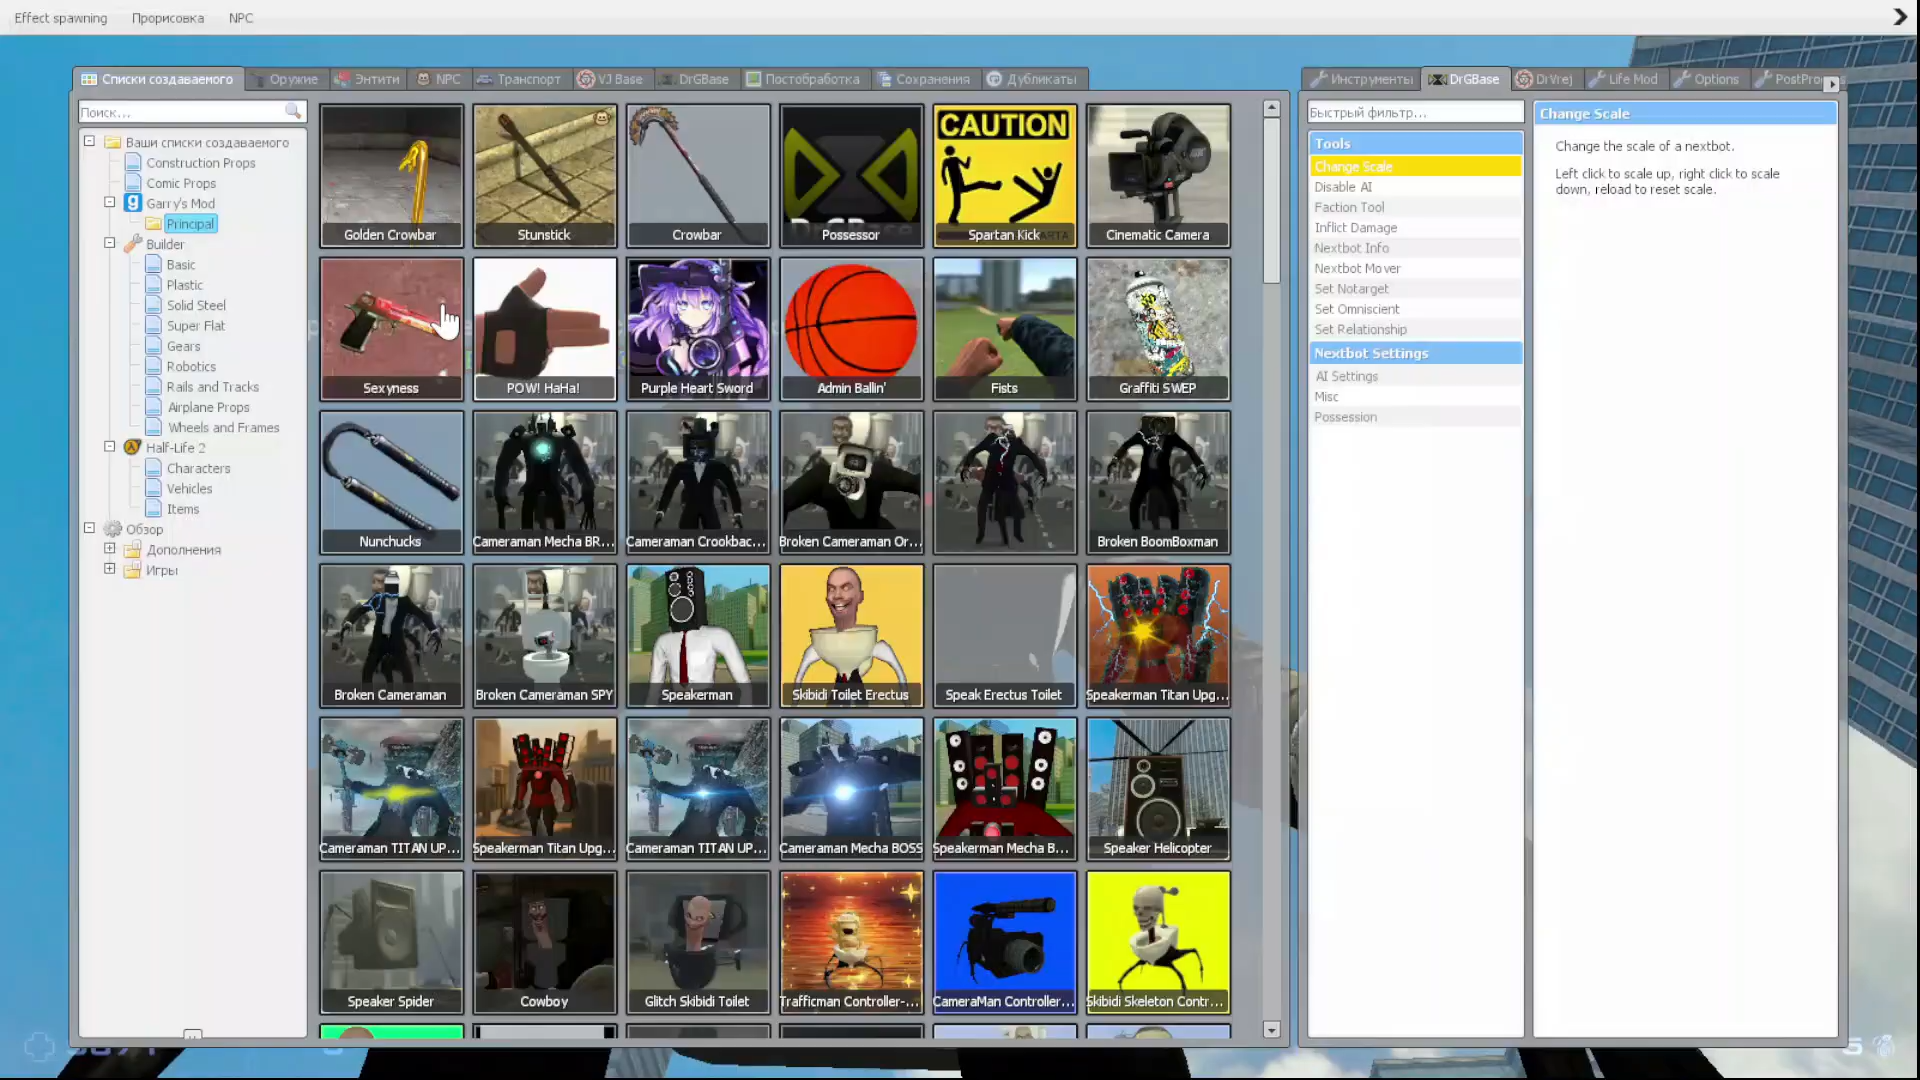 Effect spawning Прорисовка NPC
Списки создаваемого Оружие Энтити NPC Транспорт VJ Base DrGBase Постобработка Сохранения Дубликаты
Инструменты DrGBase DrVrej Life Mod Options PostPro
Поиск...
Ваши списки создаваемого
Construction Props
Comic Props
Garry's Mod
Principal
Builder
Basic
Plastic
Solid Steel
Super Flat
Gears
Robotics
Rails and Tracks
Airplane Props
Wheels and Frames
Half-Life 2
Characters
Vehicles
Items
Обзор
Дополнения
Игры
CAUTION
DrGBase
Golden Crowbar Stunstick Crowbar Possessor Spartan Kick Cinematic Camera
Sexyness POW! HaHa! Purple Heart Sword Admin Ballin' Fists Graffiti SWEP
Nunchucks Cameraman Mecha BR... Cameraman Crookbac... Broken Cameraman Or... Broken BoomBoxman
Broken Cameraman Broken Cameraman SPY Speakerman Skibidi Toilet Erectus Speak Erectus Toilet Speakerman Titan Upg...
Cameraman TITAN UP... Speakerman Titan Upg... Cameraman TITAN UP... Cameraman Mecha BOSS Speakerman Mecha B... Speaker Helicopter
Speaker Spider Cowboy Glitch Skibidi Toilet Trafficman Controller-... CameraMan Controller... Skibidi Skeleton Contr...
Быстрый фильтр...
Tools
Change Scale
Disable AI
Faction Tool
Inflict Damage
Nextbot Info
Nextbot Mover
Set Notarget
Set Omniscient
Set Relationship
Nextbot Settings
AI Settings
Misc
Possession
Change Scale
Change the scale of a nextbot.
Left click to scale up, right click to scale
down, reload to reset scale.